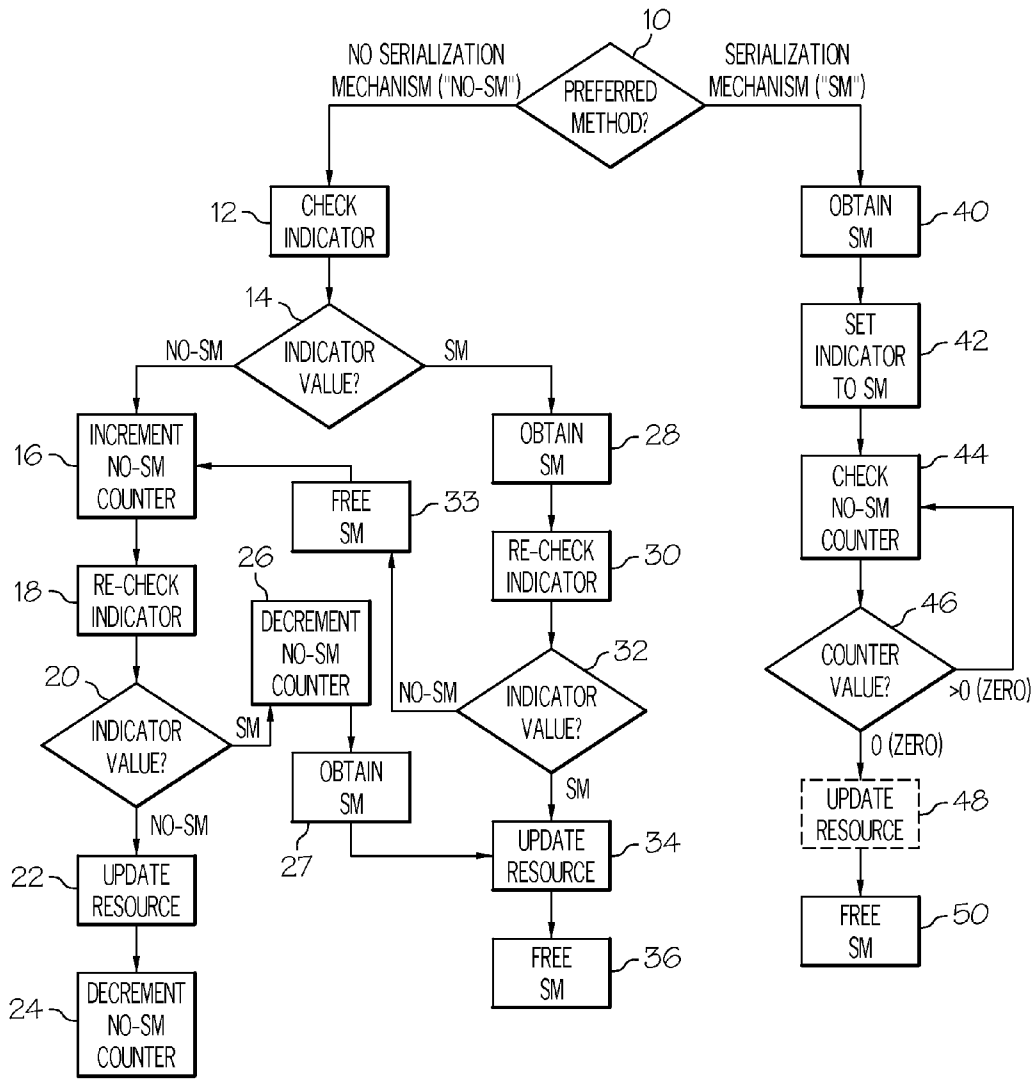 10
NO SERIALIZATION
MECHANISM ("NO-SM")
PREFERRED
METHOD?
SERIALIZATION
MECHANISM ("SM")
12
CHECK
INDICATOR
OBTAIN
SM
40
14
INDICATOR
VALUE?
NO-SM
SM
SET
INDICATOR
TO SM
42
16
INCREMENT
NO-SM
COUNTER
OBTAIN
SM
28
FREE
SM
33
CHECK
NO-SM
COUNTER
44
18
RE-CHECK
INDICATOR
26
DECREMENT
NO-SM
COUNTER
RE-CHECK
INDICATOR
30
46
COUNTER
VALUE?
>0 (ZERO)
0 (ZERO)
20
INDICATOR
VALUE?
SM
NO-SM
32
INDICATOR
VALUE?
NO-SM
SM
OBTAIN
SM
27
UPDATE
RESOURCE
48
22
UPDATE
RESOURCE
UPDATE
RESOURCE
34
FREE
SM
50
24
DECREMENT
NO-SM
COUNTER
FREE
SM
36